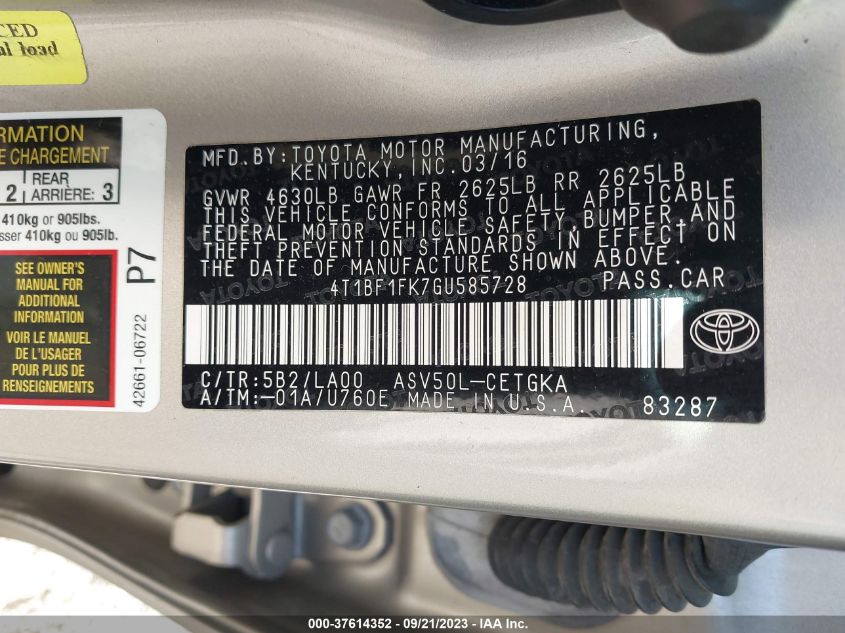 CED
al load
RMATION
E CHARGEMENT
2 REAR ARRIÈRE: 3
410kg or 905lbs.
sser 410kg ou 905lb.
SEE OWNER'S
MANUAL FOR
ADDITIONAL
INFORMATION
VOIR LE MANUEL
DE L'USAGER
POUR PLUS DE
RENSEIGNEMENTS
P7
42661-06722
MFD.BY:TOYOTA MOTOR MANUFACTURING,
KENTUCKY,INC.03/16
GVWR 4630LB GAWR FR 2625LB RR 2625LB
THIS VEHICLE CONFORMS TO ALL APPLICABLE
FEDERAL MOTOR VEHICLE SAFETY,BUMPER,AND
THEFT PREVENTION STANDARDS IN EFFECT ON
THE DATE OF MANUFACTURE SHOWN ABOVE.
4T1BF1FK7GU585728 PASS.CAR
C/TR:5B2/LA00 ASV50L-CETGKA
A/TM:-01A/U760E MADE IN U.S.A. 83287
000-37614352 / 09/21/2023 - IAA Inc.